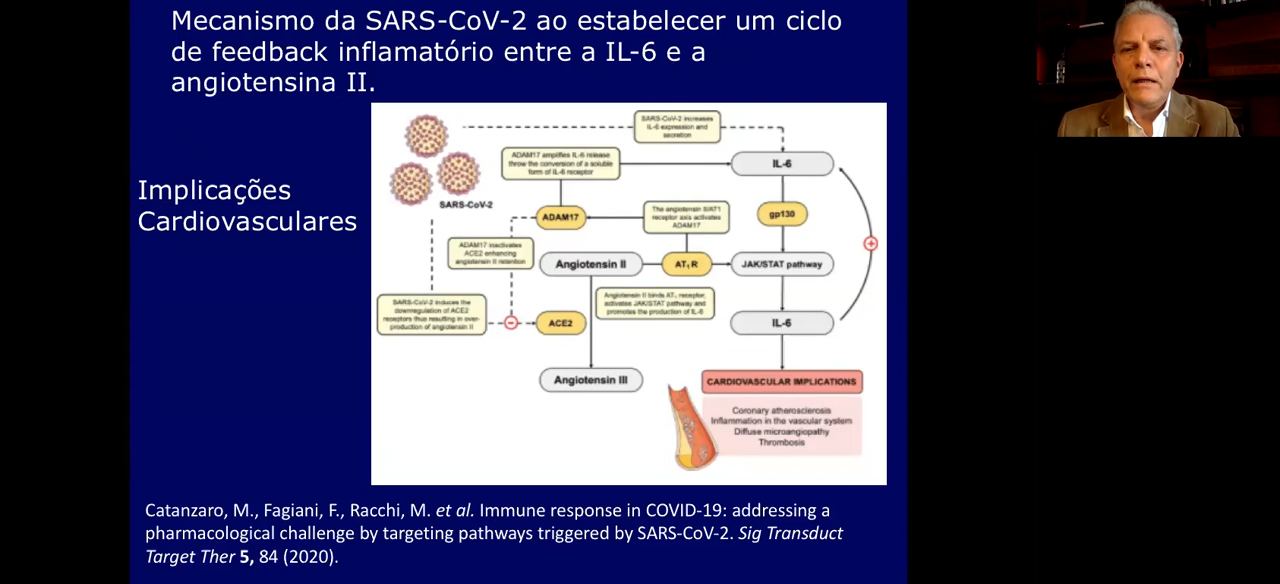 Mecanismo da SARS-CoV-2 ao estabelecer um ciclo
de feedback inflamatório entre a IL-6 e a
angiotensina II.
Implicações
Cardiovasculares
SARS-CoV-2 increases
IL-6 expression and
secretion
ADAM17 amplifies IL-6 release
throw the conversion of a soluble
form of IL-6 receptor
IL-6
SARS-CoV-2
ADAM17
The angiotensin II/AT1
receptor axis activates
ADAM17
gp130
ADAM17 inactivates
ACE2 enhancing
angiotensin II retention
Angiotensin II
AT₁R
JAK/STAT pathway
SARS-CoV-2 induces the
downregulation of ACE2
receptors thus resulting in over-
production of angiotensin II
Angiotensin II binds AT₁ receptor,
activates JAK/STAT pathway and
promotes the production of IL-6
ACE2
IL-6
Angiotensin III
CARDIOVASCULAR IMPLICATIONS
Coronary atherosclerosis
Inflammation in the vascular system
Diffuse microangiopathy
Thrombosis
Catanzaro, M., Fagiani, F., Racchi, M. et al. Immune response in COVID-19: addressing a
pharmacological challenge by targeting pathways triggered by SARS-CoV-2. Sig Transduct
Target Ther 5, 84 (2020).